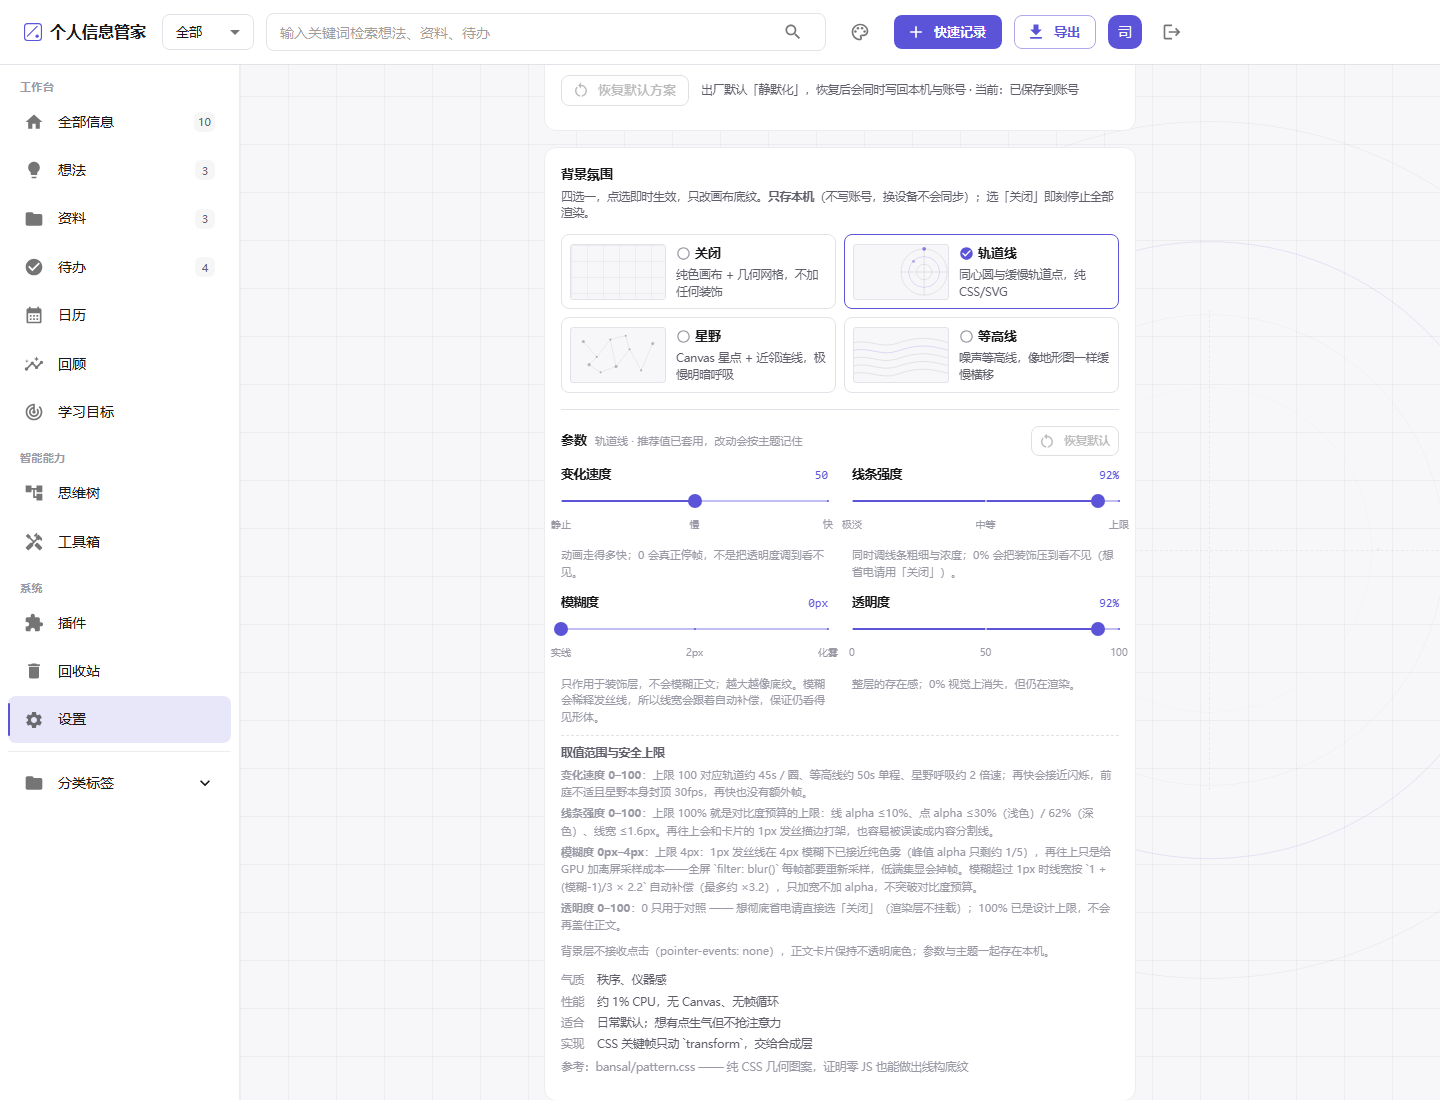 个人信息管家
全部
输入关键词检索想法、资料、待办
快速记录
导出
司
工作台
全部信息 10
想法 3
资料 3
待办 4
日历
回顾
学习目标
智能能力
思维树
工具箱
系统
插件
回收站
设置
分类标签
恢复默认方案 出厂默认「静默化」，恢复后会同时写回本机与账号 · 当前：已保存到账号
背景氛围
四选一，点选即时生效，只改画布底纹。只存本机（不写账号，换设备不会同步）；选「关闭」即刻停止全部
渲染。
关闭
纯色画布 + 几何网格，不加
任何装饰
轨道线
同心圆与缓慢轨道点，纯
CSS/SVG
星野
Canvas 星点 + 近邻连线，极
慢明暗呼吸
等高线
噪声等高线，像地形图一样缓
慢横移
参数 轨道线 · 推荐值已套用，改动会按主题记住
恢复默认
变化速度 50
静止 慢 快
动画走得多快；0 会真正停帧，不是把透明度调到看不
见。
线条强度 92%
极淡 中等 上限
同时调线条粗细与浓度；0% 会把装饰压到看不见（想
省电请用「关闭」）。
模糊度 0px
实线 2px 化雾
只作用于装饰层，不会模糊正文；越大越像底纹。模糊
会稀释发丝线，所以线宽会跟着自动补偿，保证仍看得
见形体。
透明度 92%
0 50 100
整层的存在感；0% 视觉上消失，但仍在渲染。
取值范围与安全上限
变化速度 0–100：上限 100 对应轨道约 45s / 圈、等高线约 50s 单程、星野呼吸约 2 倍速；再快会接近闪烁，前
庭不适且星野本身封顶 30fps，再快也没有额外帧。
线条强度 0–100：上限 100% 就是对比度预算的上限：线 alpha ≤10%、点 alpha ≤30%（浅色）/ 62%（深
色）、线宽 ≤1.6px。再往上会和卡片的 1px 发丝描边打架，也容易被误读成内容分割线。
模糊度 0px–4px：上限 4px：1px 发丝线在 4px 模糊下已接近纯色雾（峰值 alpha 只剩约 1/5），再往上只是给
GPU 加离屏采样成本——全屏 `filter: blur()` 每帧都要重新采样，低端集显会掉帧。模糊超过 1px 时线宽按 `1 +
(模糊-1)/3 × 2.2` 自动补偿（最多约 ×3.2），只加宽不加 alpha，不突破对比度预算。
透明度 0–100：0 只用于对照 —— 想彻底省电请直接选「关闭」（渲染层不挂载）；100% 已是设计上限，不会
再盖住正文。
背景层不接收点击（pointer-events: none），正文卡片保持不透明底色；参数与主题一起存在本机。
气质 秩序、仪器感
性能 约 1% CPU，无 Canvas、无帧循环
适合 日常默认；想有点生气但不抢注意力
实现 CSS 关键帧只动 `transform`，交给合成层
参考：bansal/pattern.css —— 纯 CSS 几何图案，证明零 JS 也能做出线构底纹